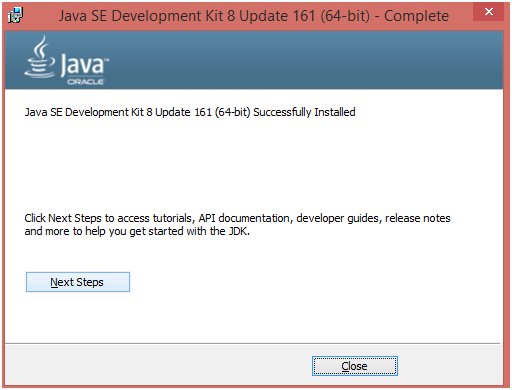 Java SE Development Kit 8 Update 161 (64-bit) - Complete
Java
ORACLE
Java SE Development Kit 8 Update 161 (64-bit) Successfully Installed
Click Next Steps to access tutorials, API documentation, developer guides, release notes
and more to help you get started with the JDK.
Next Steps
Close